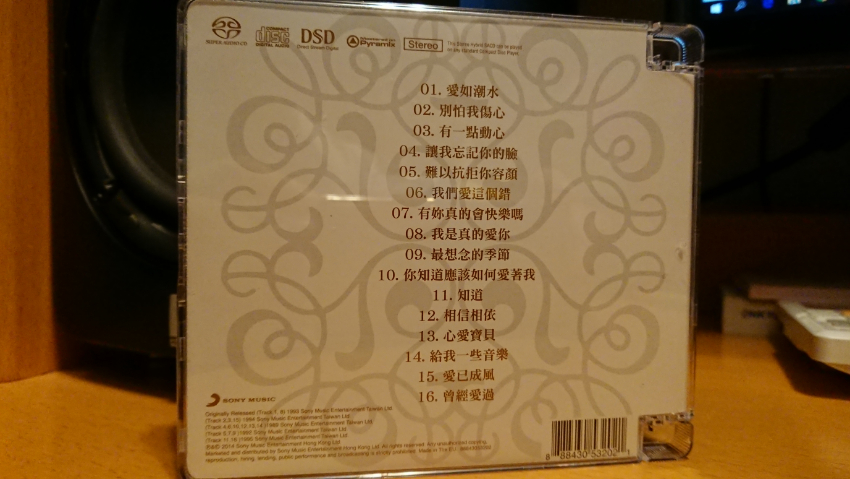 SUPER AUDIO CD
COMPACT disc DIGITAL AUDIO
DSD Direct Stream Digital
Pyramix
Stereo
01. 愛如潮水
02. 別怕我傷心
03. 有一點動心
04. 讓我忘記你的臉
05. 難以抗拒你容顏
06. 我們愛這個錯
07. 有妳真的會快樂嗎
08. 我是真的愛你
09. 最想念的季節
10. 你知道應該如何愛著我
11. 知道
12. 相信相依
13. 心愛寶貝
14. 給我一些音樂
15. 愛已成風
16. 曾經愛過
SONY MUSIC
8 88430 53202 1